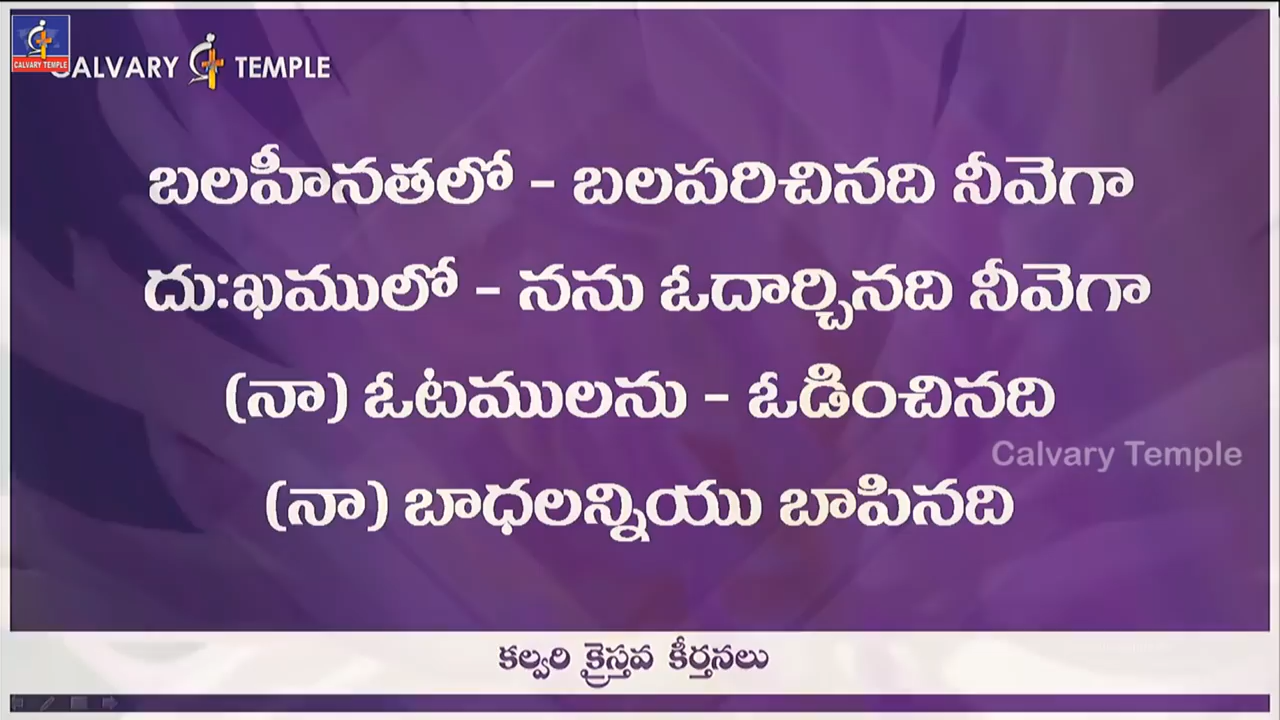 CALVARY TEMPLE
CALVARY TEMPLE
బలహీనతలో - బలపరిచినది నీవెగా
దు:ఖములో - నను ఓదార్చినది నీవెగా
(నా) ఓటములను - ఓడించినది
Calvary Temple
(నా) బాధలన్నియు బాపినది
కల్వరి క్రైస్తవ కీర్తనలు